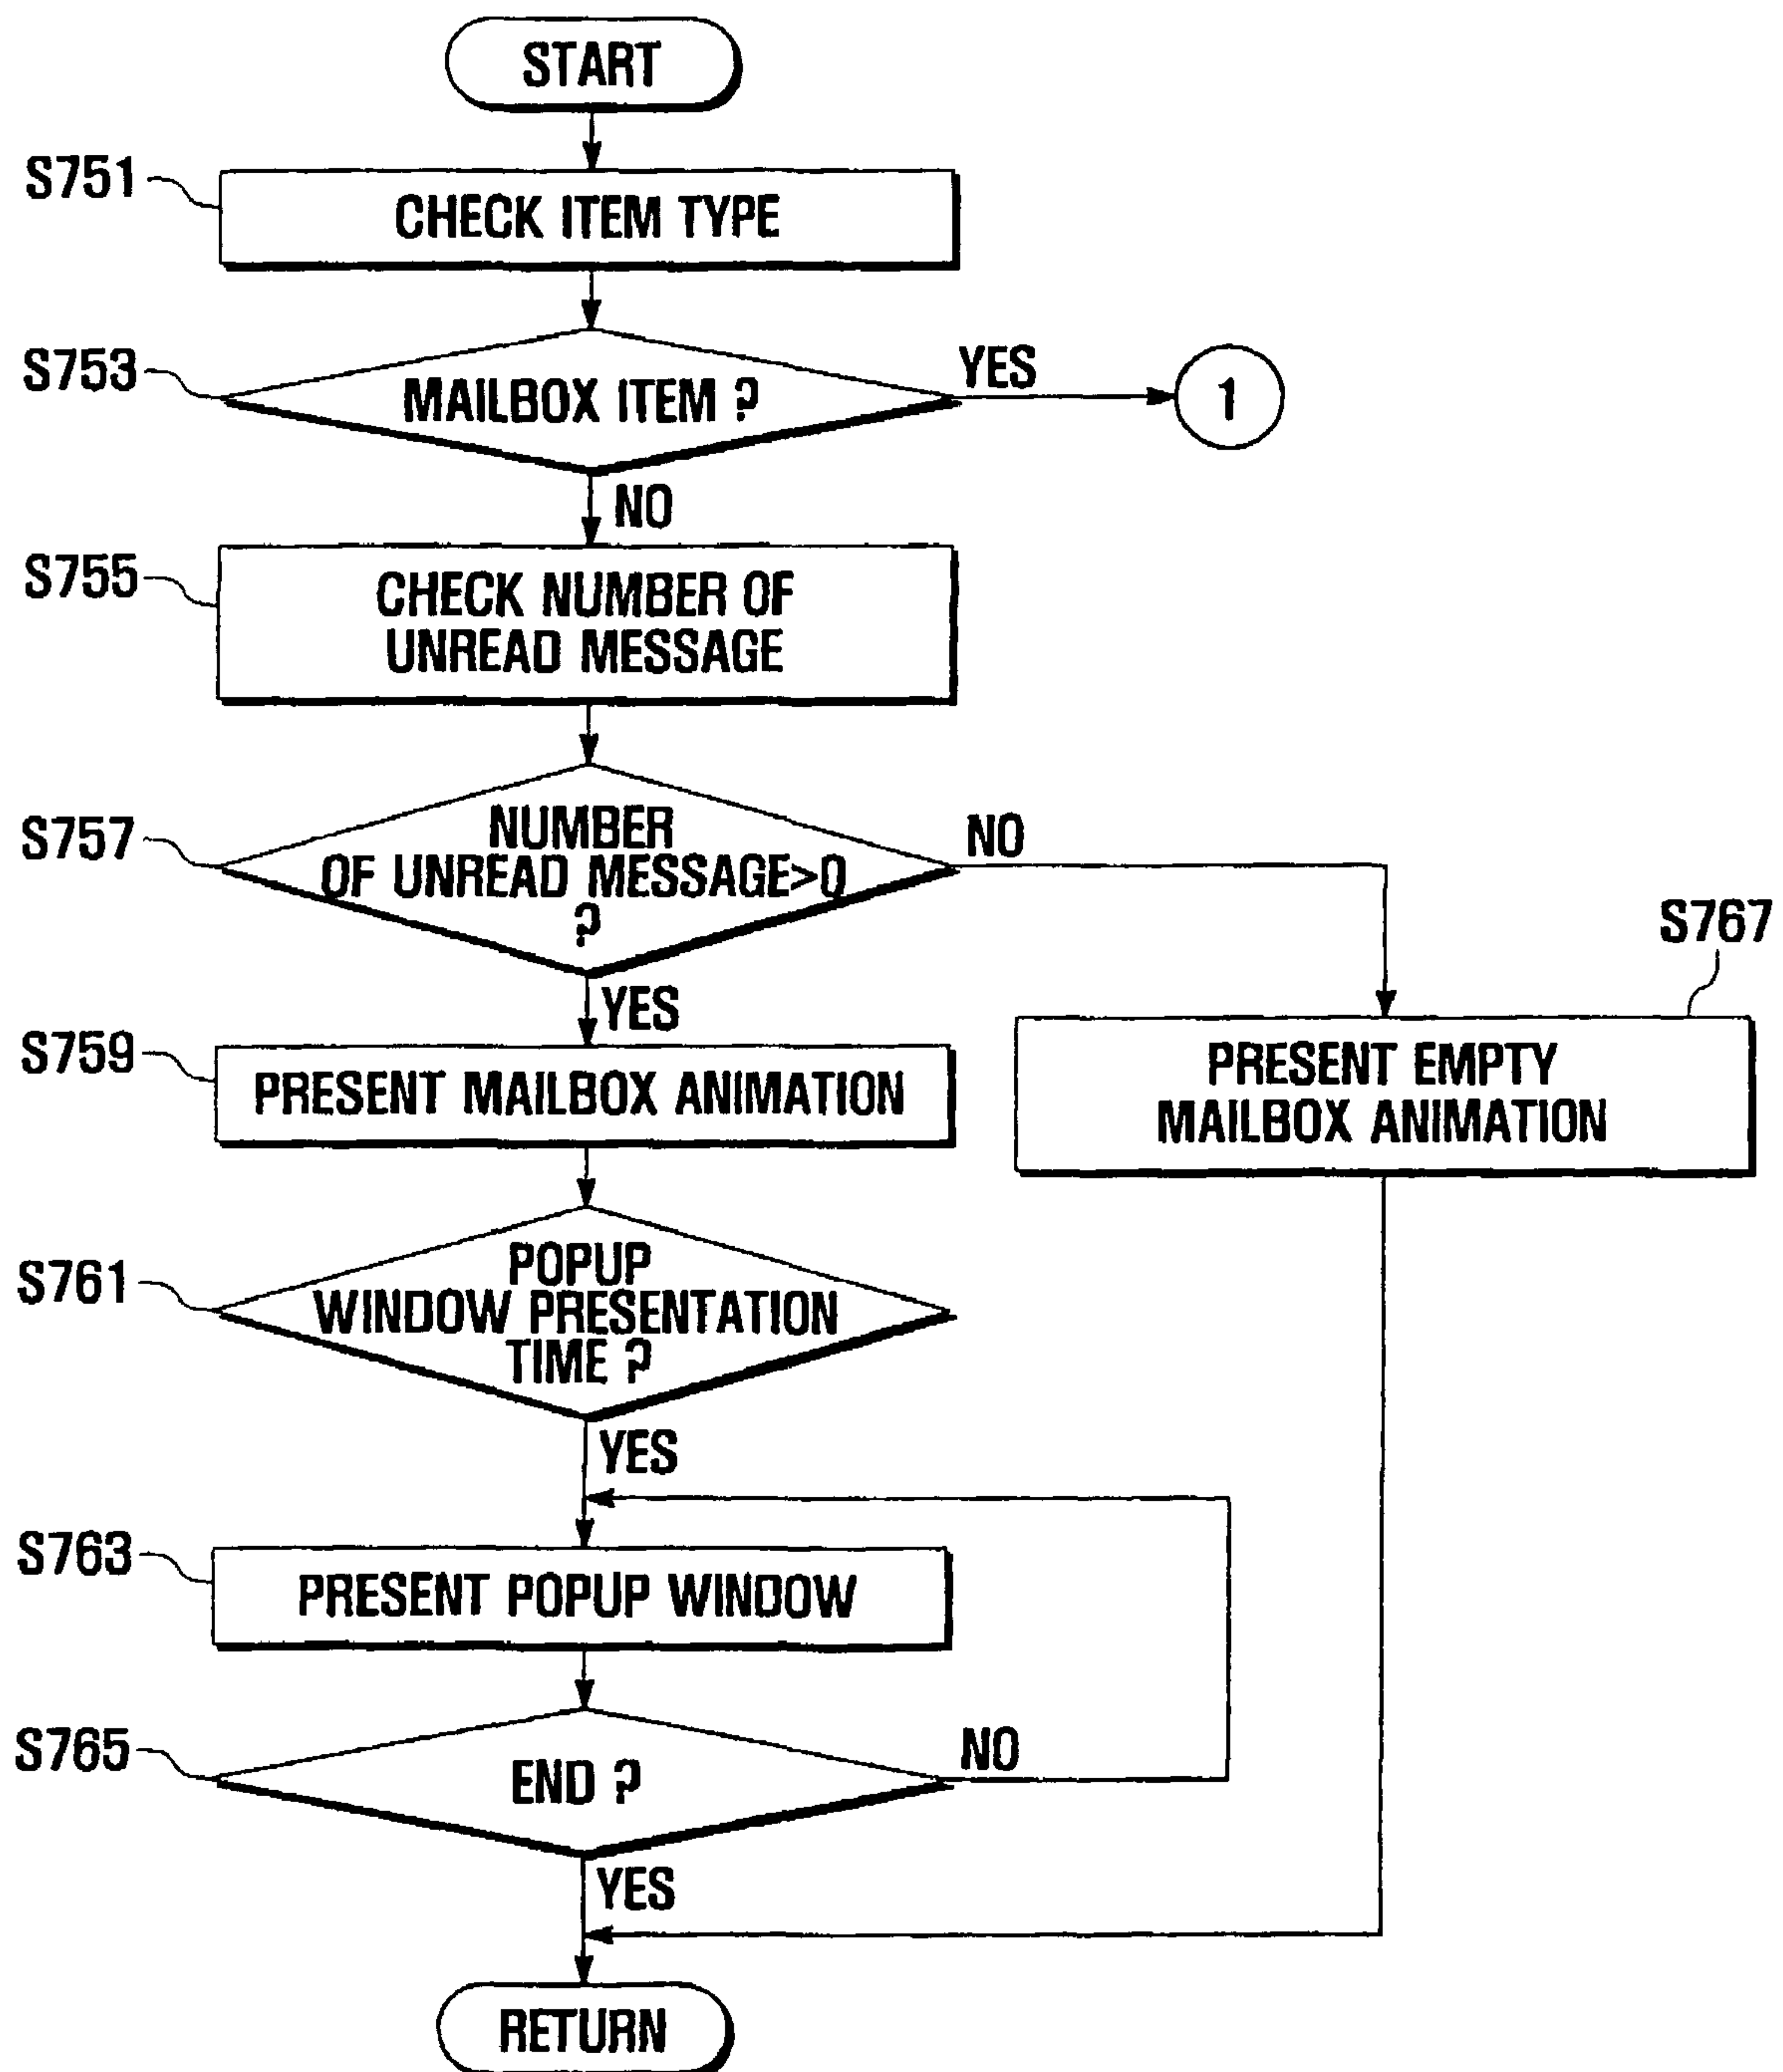 START
S751
CHECK ITEM TYPE
S753
MAILBOX ITEM ?
YES
1
NO
S755
CHECK NUMBER OF
UNREAD MESSAGE
S757
NUMBER
OF UNREAD MESSAGE>0
?
NO
S767
YES
S759
PRESENT MAILBOX ANIMATION
PRESENT EMPTY
MAILBOX ANIMATION
S761
POPUP
WINDOW PRESENTATION
TIME ?
YES
S763
PRESENT POPUP WINDOW
S765
END ?
NO
YES
RETURN